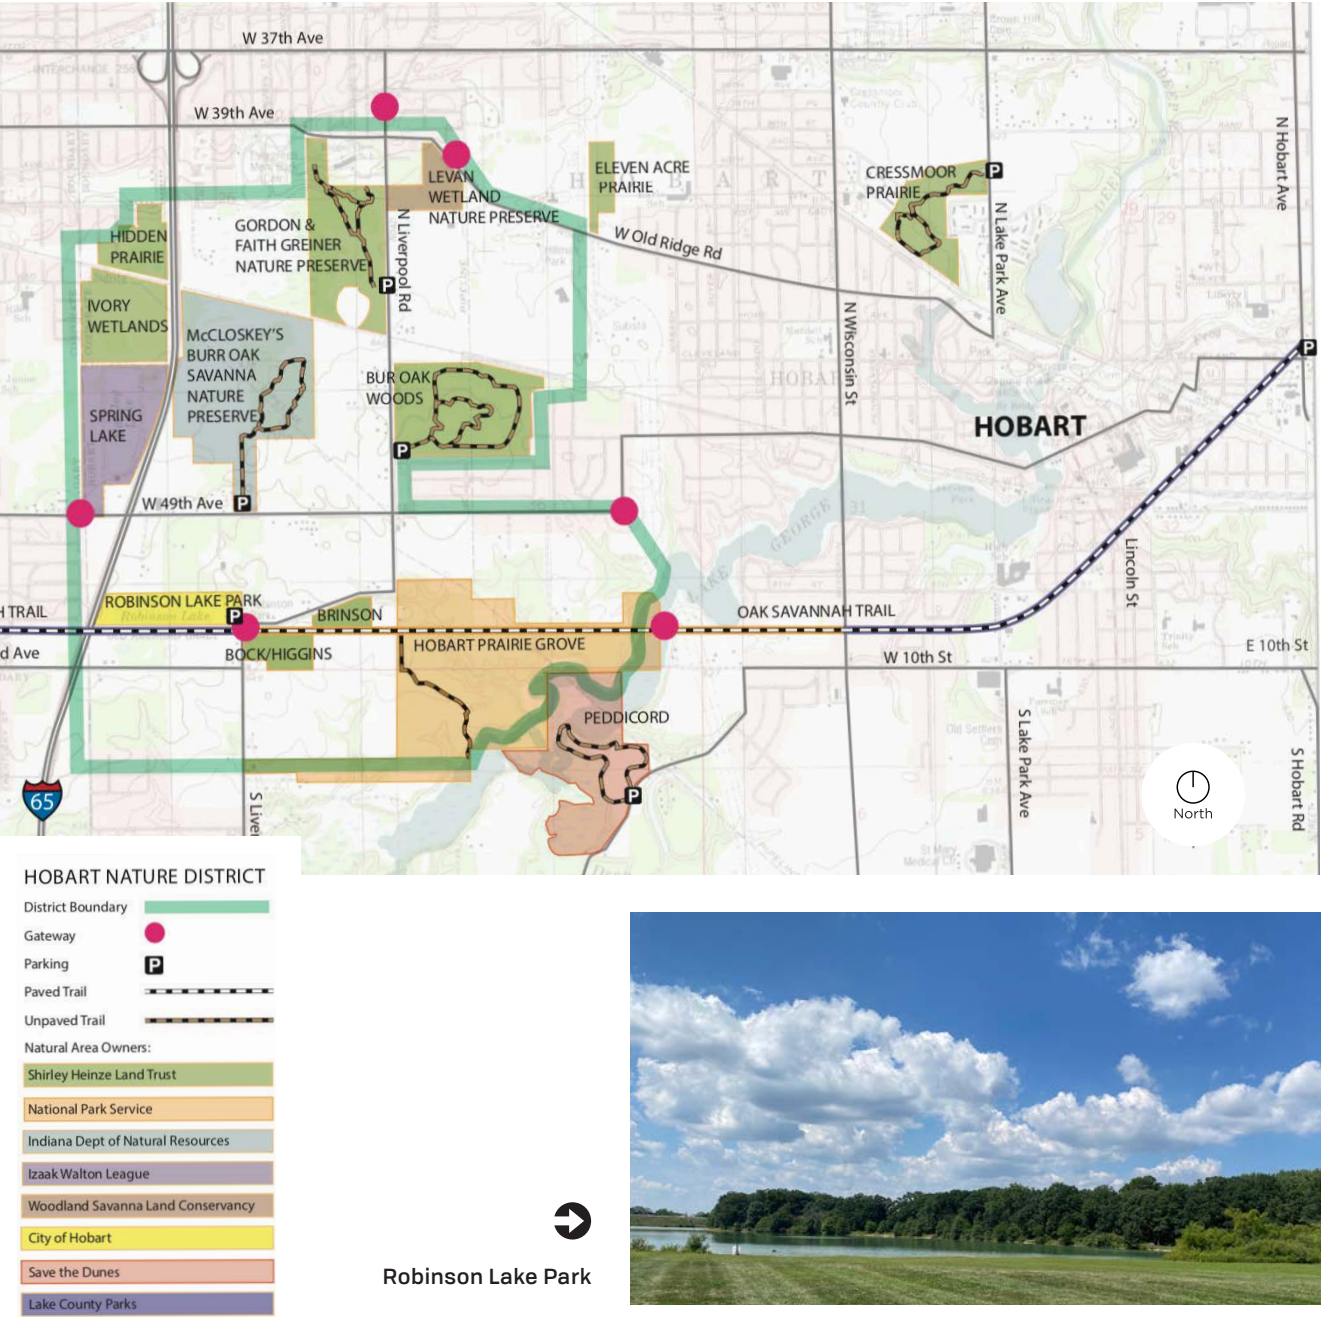 W 37th Ave
W 39th Ave
N Hobart Ave
LEVAN
WETLAND
NATURE PRESERVE
ELEVEN ACRE
PRAIRIE
CRESSMOOR
PRAIRIE
P
HIDDEN
PRAIRIE
GORDON &
FAITH GREINER
NATURE PRESERVE
P
N Liverpool Rd
W Old Ridge Rd
N Lake Park Ave
IVORY
WETLANDS
McCLOSKEY'S
BURR OAK
SAVANNA
NATURE
PRESERVE
N Wisconsin St
P
BUR OAK
WOODS
P
SPRING
LAKE
HOBART
W 49th Ave
P
LAKE GEORGE
Lincoln St
H TRAIL
ROBINSON LAKE PARK
P
Robinson Lake
BRINSON
OAK SAVANNAH TRAIL
d Ave
BOCK/HIGGINS
HOBART PRAIRIE GROVE
W 10th St
E 10th St
PEDDICORD
P
S Lake Park Ave
S Hobart Rd
65
S Liver
North
HOBART NATURE DISTRICT
District Boundary
Gateway
Parking
P
Paved Trail
Unpaved Trail
Natural Area Owners:
Shirley Heinze Land Trust
National Park Service
Indiana Dept of Natural Resources
Izaak Walton League
Woodland Savanna Land Conservancy
City of Hobart
Save the Dunes
Lake County Parks
Robinson Lake Park